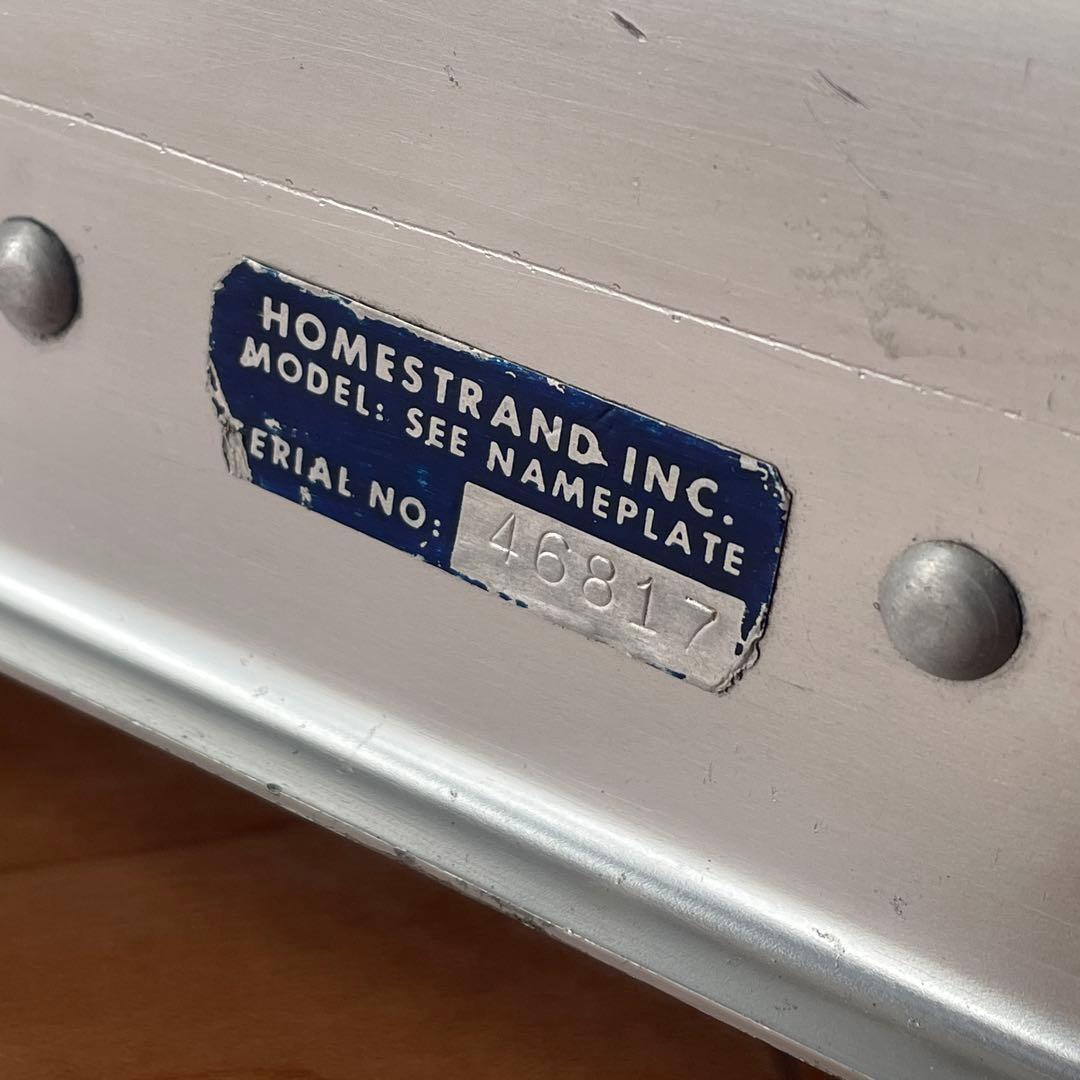 HOMESTRAND INC.
MODEL: SEE NAMEPLATE
ERIAL NO: 46817